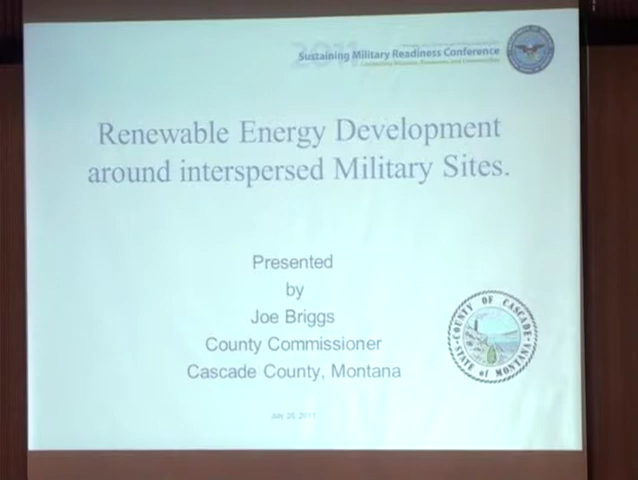 2011
Sustaining Military Readiness Conference
Renewable Energy Development
around interspersed Military Sites.
Presented
by
Joe Briggs
County Commissioner
Cascade County, Montana
COUNTY OF CASCADE
STATE of MONTANA